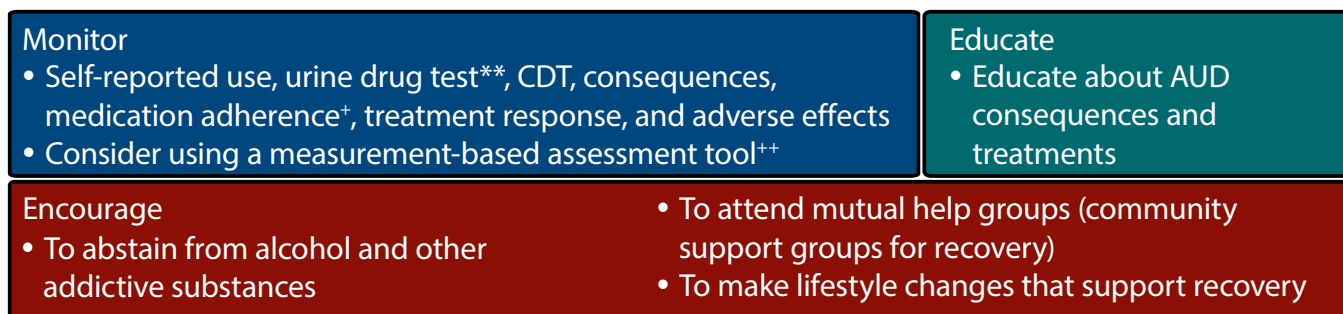 Monitor
• Self-reported use, urine drug test**, CDT, consequences,
medication adherence⁺, treatment response, and adverse effects
• Consider using a measurement-based assessment tool⁺⁺
Educate
• Educate about AUD
consequences and
treatments
Encourage
• To abstain from alcohol and other
addictive substances
• To attend mutual help groups (community
support groups for recovery)
• To make lifestyle changes that support recovery